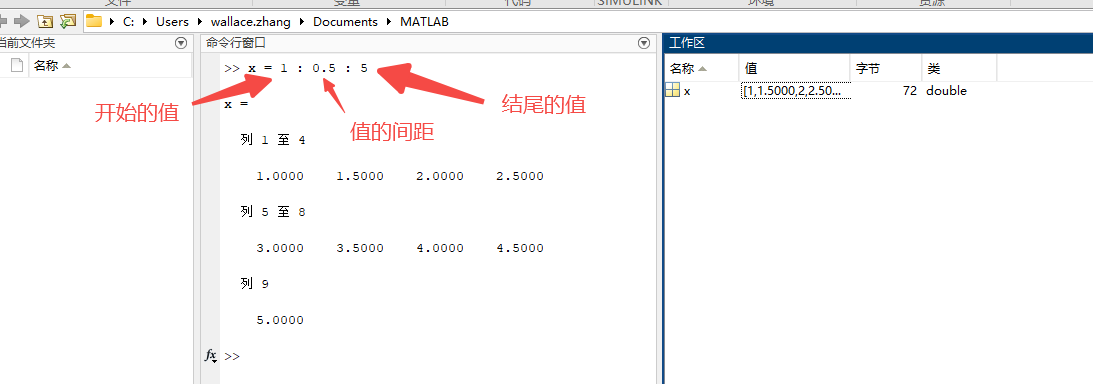 文件 变量 代码 SIMULINK 环境 资源
C: Users wallace.zhang Documents MATLAB
当前文件夹
名称
命令行窗口
>> x = 1 : 0.5 : 5
开始的值
值的间距
结尾的值
x =
列 1 至 4
1.0000 1.5000 2.0000 2.5000
列 5 至 8
3.0000 3.5000 4.0000 4.5000
列 9
5.0000
fx >>
工作区
名称 值 字节 类
x [1,1.5000,2,2.50... 72 double